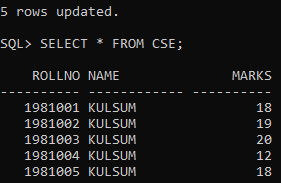 5 rows updated.
SQL> SELECT * FROM CSE;
ROLLNO NAME MARKS
---------- ------------ ----------
1981001 KULSUM 18
1981002 KULSUM 19
1981003 KULSUM 20
1981004 KULSUM 12
1981005 KULSUM 18